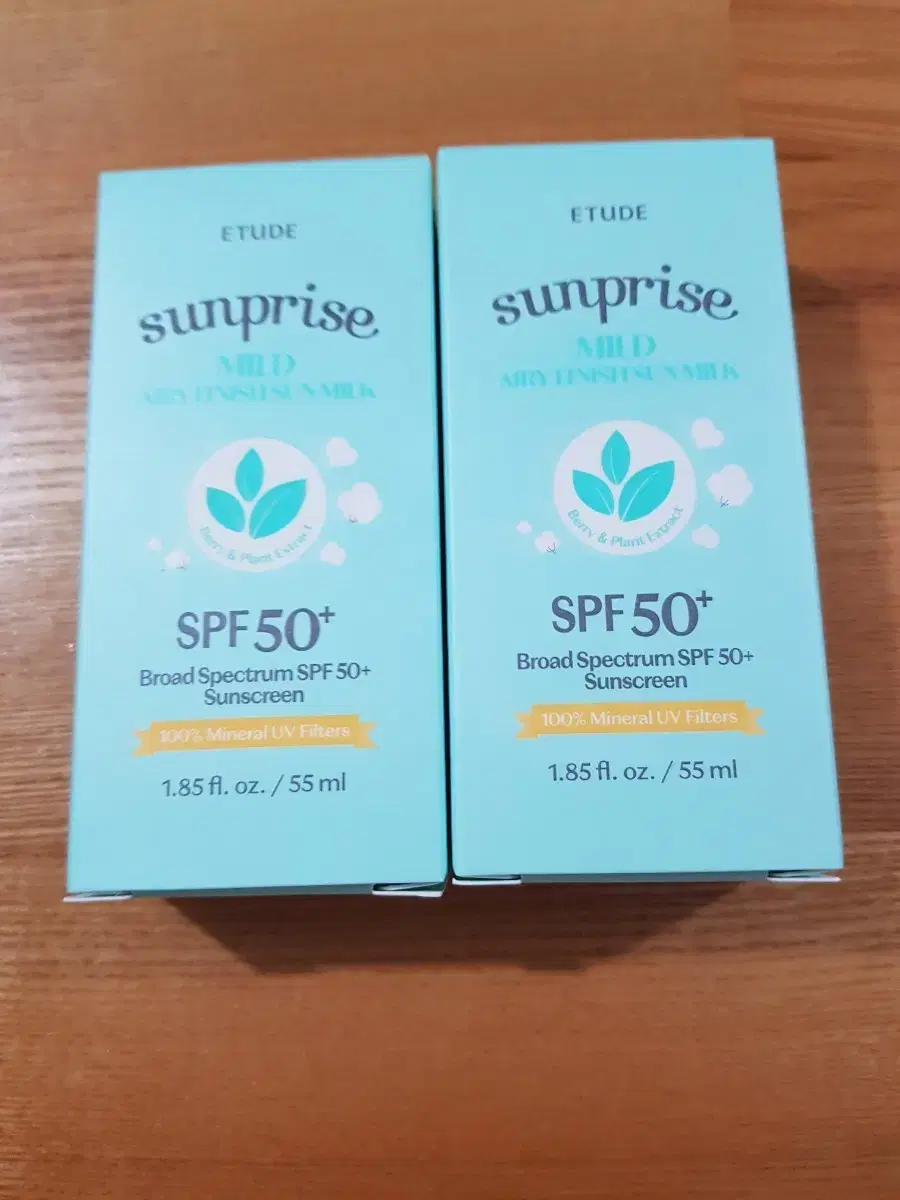 ETUDE
sunprise
MILD
AIRY FINISH SUN MILK
Berry & Plant Extract
SPF 50+
Broad Spectrum SPF 50+
Sunscreen
100% Mineral UV Filters
1.85 fl. oz. / 55 ml
ETUDE
sunprise
MILD
AIRY FINISH SUN MILK
Berry & Plant Extract
SPF 50+
Broad Spectrum SPF 50+
Sunscreen
100% Mineral UV Filters
1.85 fl. oz. / 55 ml